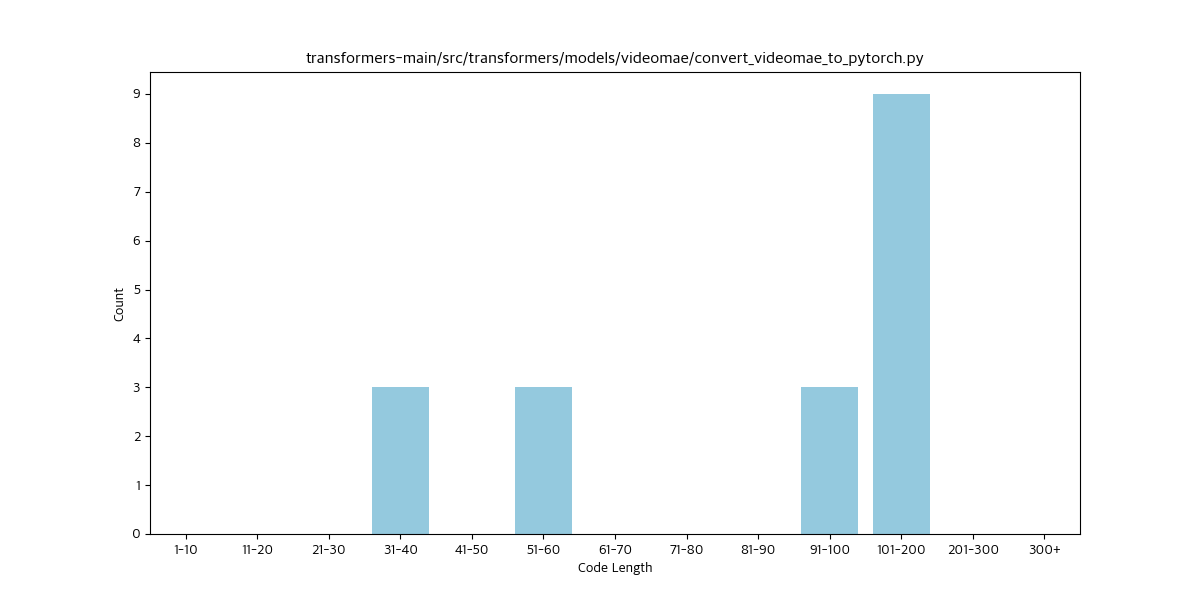 transformers-main/src/transformers/models/videomae/convert_videomae_to_pytorch.py
9
8
7
6
5
4
3
2
1
0
Count
1-10 11-20 21-30 31-40 41-50 51-60 61-70 71-80 81-90 91-100 101-200 201-300 300+
Code Length